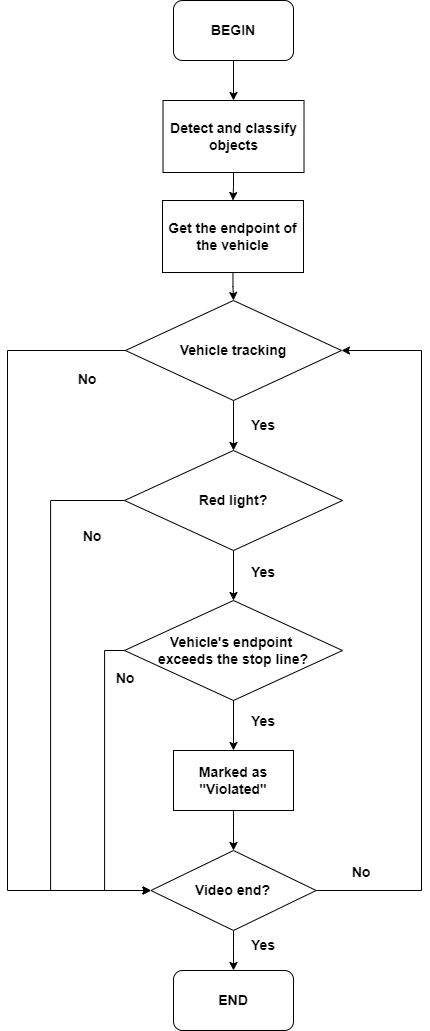 BEGIN
Detect and classify
objects
Get the endpoint of
the vehicle
Vehicle tracking
No
Yes
Red light?
No
Yes
Vehicle's endpoint
exceeds the stop line?
No
Yes
Marked as
"Violated"
Video end?
No
Yes
END